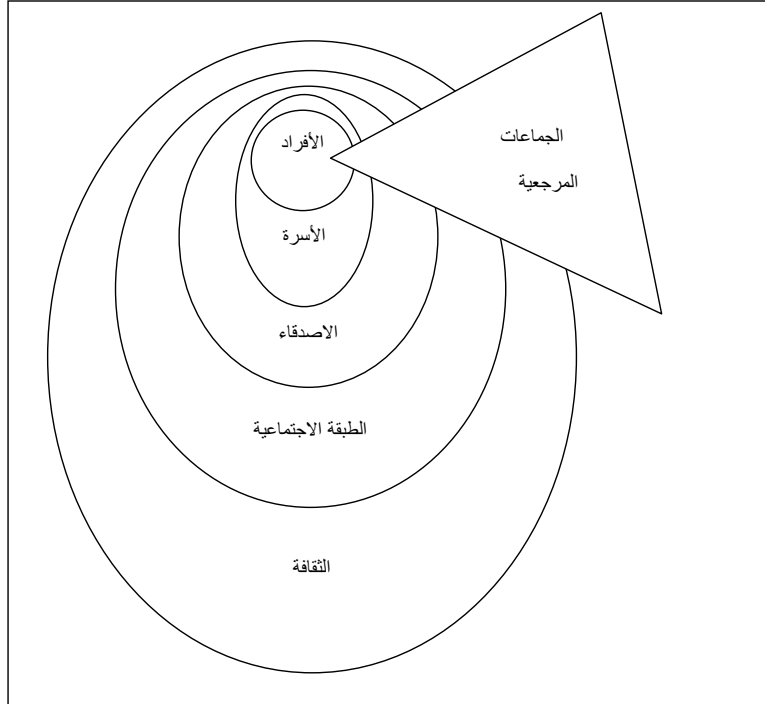 الأفراد
الجماعات
المرجعية
الأسرة
الاصدقاء
الطبقة الاجتماعية
الثقافة